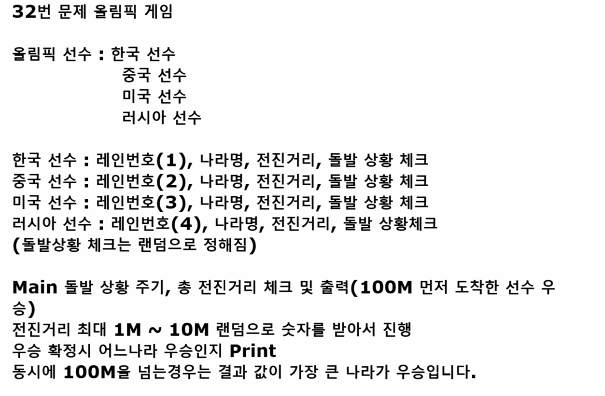 32번 문제 올림픽 게임
올림픽 선수 : 한국 선수
중국 선수
미국 선수
러시아 선수
한국 선수 : 레인번호(1), 나라명, 전진거리, 돌발 상황 체크
중국 선수 : 레인번호(2), 나라명, 전진거리, 돌발 상황 체크
미국 선수 : 레인번호(3), 나라명, 전진거리, 돌발 상황 체크
러시아 선수 : 레인번호(4), 나라명, 전진거리, 돌발 상황체크
(돌발상황 체크는 랜덤으로 정해짐)
Main 돌발 상황 주기, 총 전진거리 체크 및 출력(100M 먼저 도착한 선수 우
승)
전진거리 최대 1M ~ 10M 랜덤으로 숫자를 받아서 진행
우승 확정시 어느나라 우승인지 Print
동시에 100M을 넘는경우는 결과 값이 가장 큰 나라가 우승입니다.